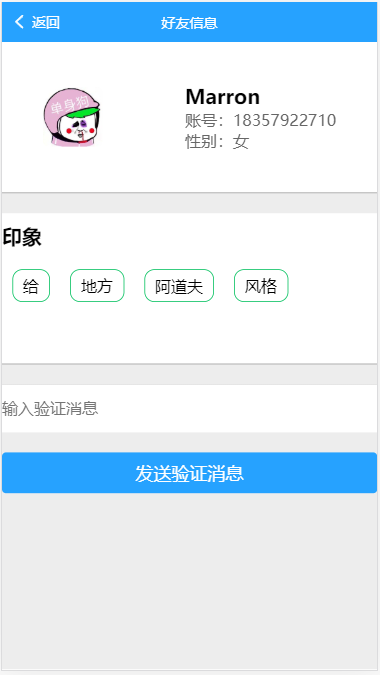 返回
好友信息
单身狗
Marron
账号：18357922710
性别：女
印象
给
地方
阿道夫
风格
输入验证消息
发送验证消息